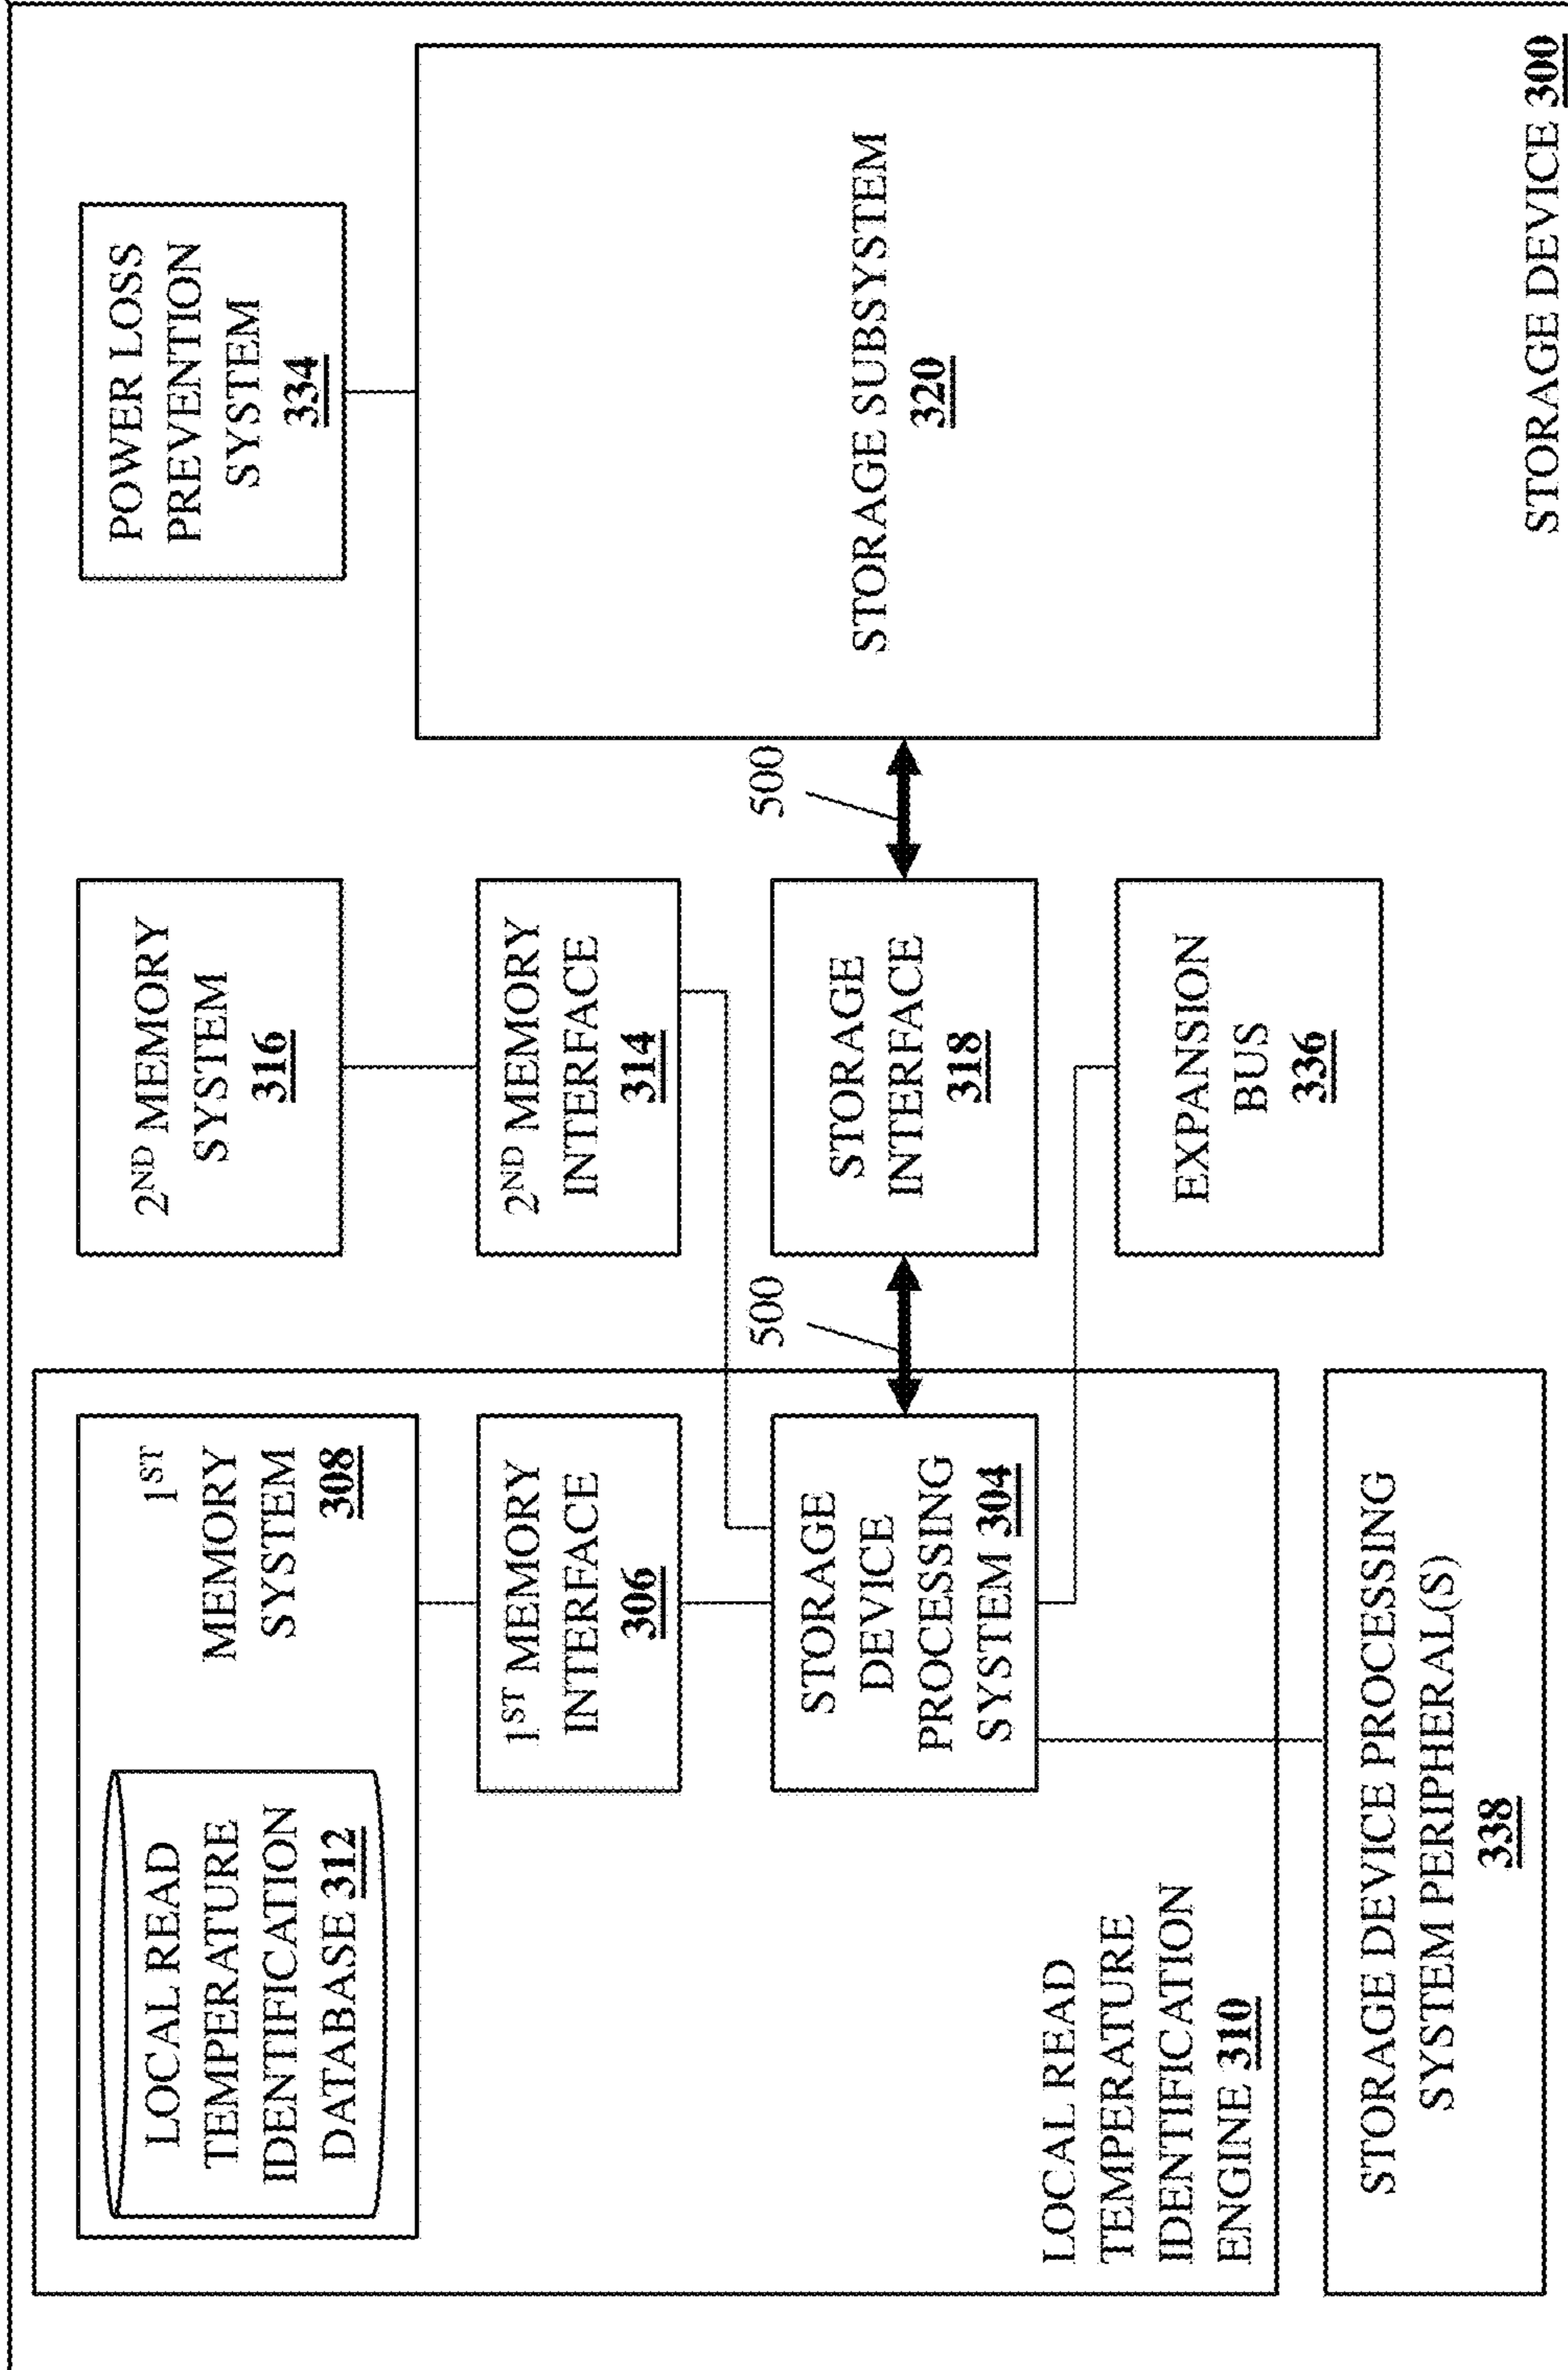 1ST
MEMORY
SYSTEM
308
LOCAL READ
TEMPERATURE
IDENTIFICATION
DATABASE 312
1ST MEMORY
INTERFACE
306
STORAGE
DEVICE
PROCESSING
SYSTEM 304
LOCAL READ
TEMPERATURE
IDENTIFICATION
ENGINE 310
STORAGE DEVICE PROCESSING
SYSTEM PERIPHERAL(S)
338
2ND MEMORY
SYSTEM
316
2ND MEMORY
INTERFACE
314
500
STORAGE
INTERFACE
318
500
EXPANSION
BUS
336
POWER LOSS
PREVENTION
SYSTEM
334
STORAGE SUBSYSTEM
320
STORAGE DEVICE 300